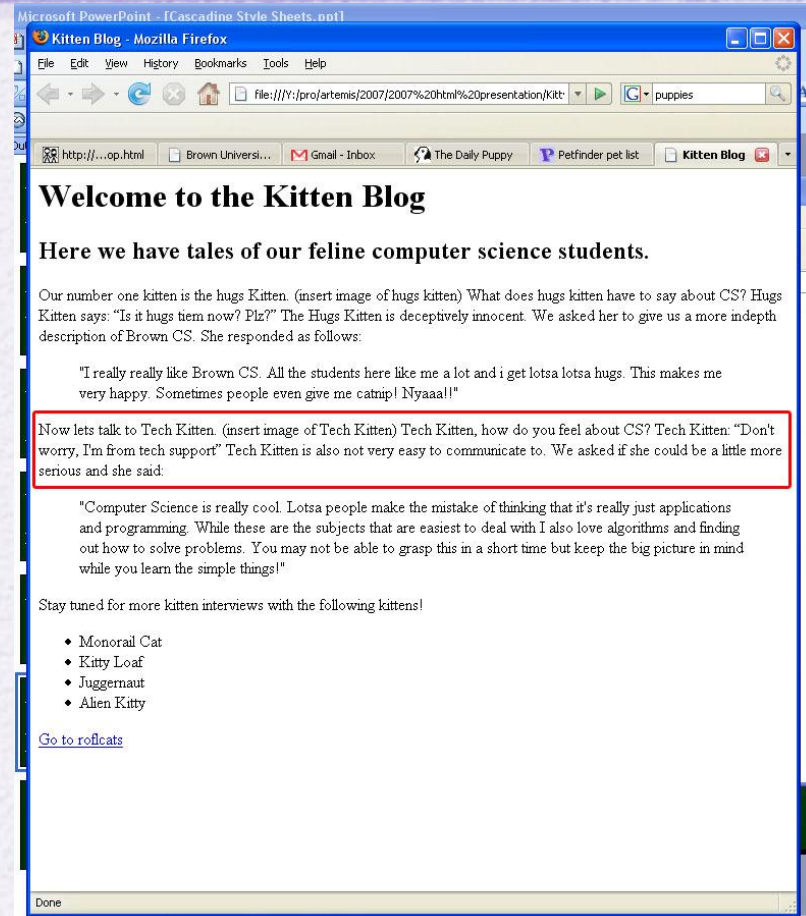 Microsoft PowerPoint - [Cascading Style Sheets.ppt]
Kitten Blog - Mozilla Firefox
File Edit View History Bookmarks Tools Help
file:///Y:/pro/artemis/2007/2007%20html%20presentation/Kitt
puppies
http://...op.html
Brown Universi...
Gmail - Inbox
The Daily Puppy
Petfinder pet list
Kitten Blog
Welcome to the Kitten Blog
Here we have tales of our feline computer science students.
Our number one kitten is the hugs Kitten. (insert image of hugs kitten) What does hugs kitten have to say about CS? Hugs
Kitten says: “Is it hugs tiem now? Plz?” The Hugs Kitten is deceptively innocent. We asked her to give us a more indepth
description of Brown CS. She responded as follows:
"I really really like Brown CS. All the students here like me a lot and i get lotsa lotsa hugs. This makes me
very happy. Sometimes people even give me catnip! Nyaaa!!"
Now lets talk to Tech Kitten. (insert image of Tech Kitten) Tech Kitten, how do you feel about CS? Tech Kitten: “Don't
worry, I'm from tech support” Tech Kitten is also not very easy to communicate to. We asked if she could be a little more
serious and she said:
"Computer Science is really cool. Lotsa people make the mistake of thinking that it's really just applications
and programming. While these are the subjects that are easiest to deal with I also love algorithms and finding
out how to solve problems. You may not be able to grasp this in a short time but keep the big picture in mind
while you learn the simple things!"
Stay tuned for more kitten interviews with the following kittens!
Monorail Cat
Kitty Loaf
Juggernaut
Alien Kitty
Go to roflcats
Done